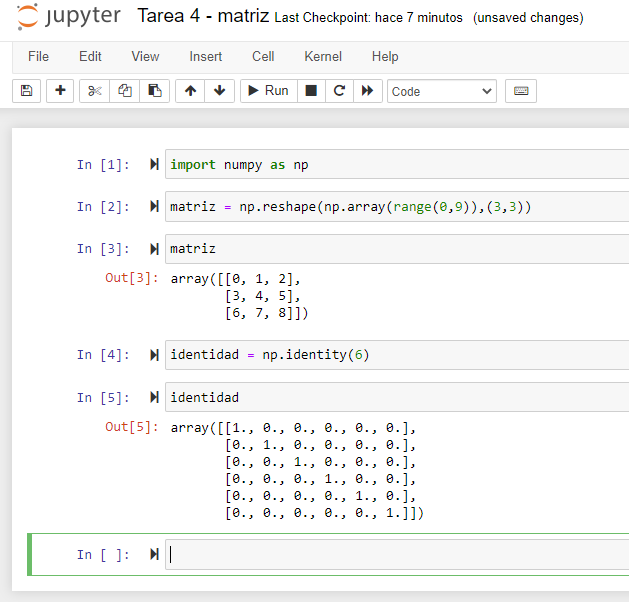 jupyter Tarea 4 - matriz Last Checkpoint: hace 7 minutos (unsaved changes)
File Edit View Insert Cell Kernel Help
Run Code
In [1]: import numpy as np
In [2]: matriz = np.reshape(np.array(range(0,9)),(3,3))
In [3]: matriz
Out[3]: array([[0, 1, 2],
[3, 4, 5],
[6, 7, 8]])
In [4]: identidad = np.identity(6)
In [5]: identidad
Out[5]: array([[1., 0., 0., 0., 0., 0.],
[0., 1., 0., 0., 0., 0.],
[0., 0., 1., 0., 0., 0.],
[0., 0., 0., 1., 0., 0.],
[0., 0., 0., 0., 1., 0.],
[0., 0., 0., 0., 0., 1.]])
In [ ]: